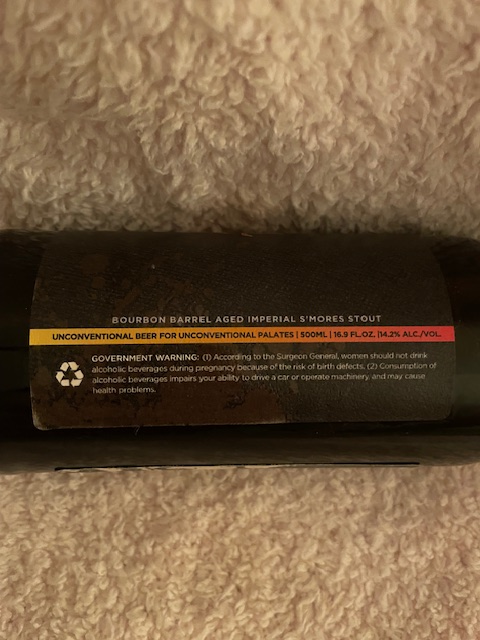 BOURBON BARREL AGED IMPERIAL S'MORES STOUT
UNCONVENTIONAL BEER FOR UNCONVENTIONAL PALATES | 500ML | 16.9 FL.OZ. |14.2% ALC./VOL.
GOVERNMENT WARNING: (1) According to the Surgeon General, women should not drink
alcoholic beverages during pregnancy because of the risk of birth defects. (2) Consumption of
alcoholic beverages impairs your ability to drive a car or operate machinery, and may cause
health problems.